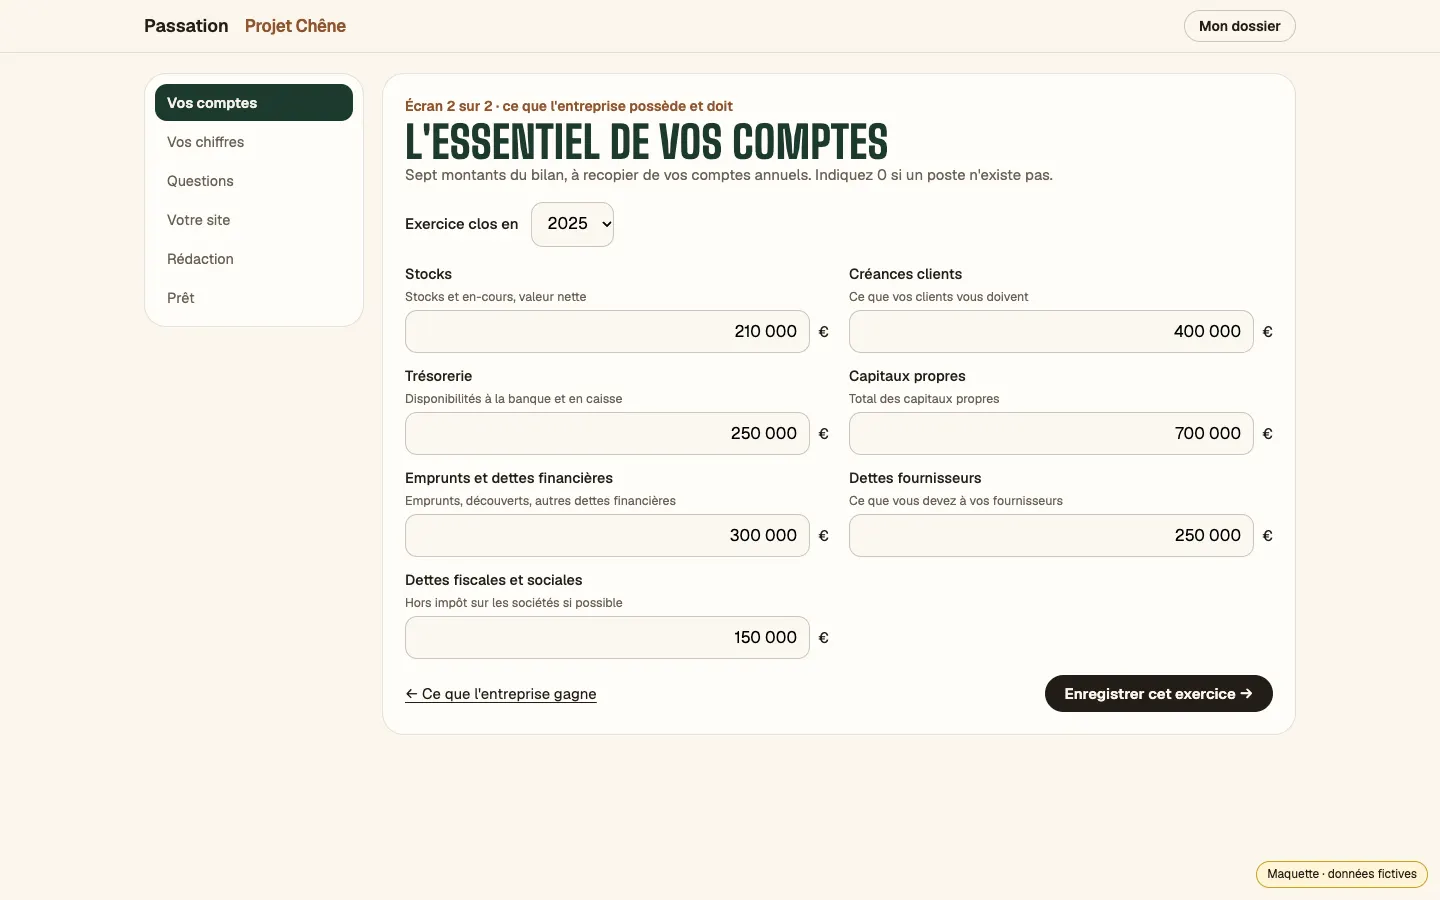 Passation Projet Chêne
Mon dossier
Vos comptes
Vos chiffres
Questions
Votre site
Rédaction
Prêt
Écran 2 sur 2 · ce que l'entreprise possède et doit
L'ESSENTIEL DE VOS COMPTES
Sept montants du bilan, à recopier de vos comptes annuels. Indiquez 0 si un poste n'existe pas.
Exercice clos en 2025
Stocks
Stocks et en-cours, valeur nette
210 000 €
Créances clients
Ce que vos clients vous doivent
400 000 €
Trésorerie
Disponibilités à la banque et en caisse
250 000 €
Capitaux propres
Total des capitaux propres
700 000 €
Emprunts et dettes financières
Emprunts, découverts, autres dettes financières
300 000 €
Dettes fournisseurs
Ce que vous devez à vos fournisseurs
250 000 €
Dettes fiscales et sociales
Hors impôt sur les sociétés si possible
150 000 €
← Ce que l'entreprise gagne
Enregistrer cet exercice →
Maquette · données fictives